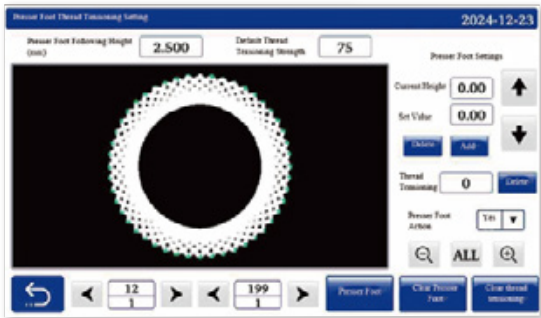 Presser Foot Thread Tensioning Setting
2024-12-23
Presser Foot Following Height
(mm)
2.500
Default Thread
Tensioning Strength
75
Presser Foot Settings
Current Height
0.00
Set Value
0.00
Delete
Add
Thread
Tensioning
0
Delete
Presser Foot
Action
Yes
ALL
12
1
199
1
Presser Foot
Clear Presser
Foot
Clear thread
tensioning